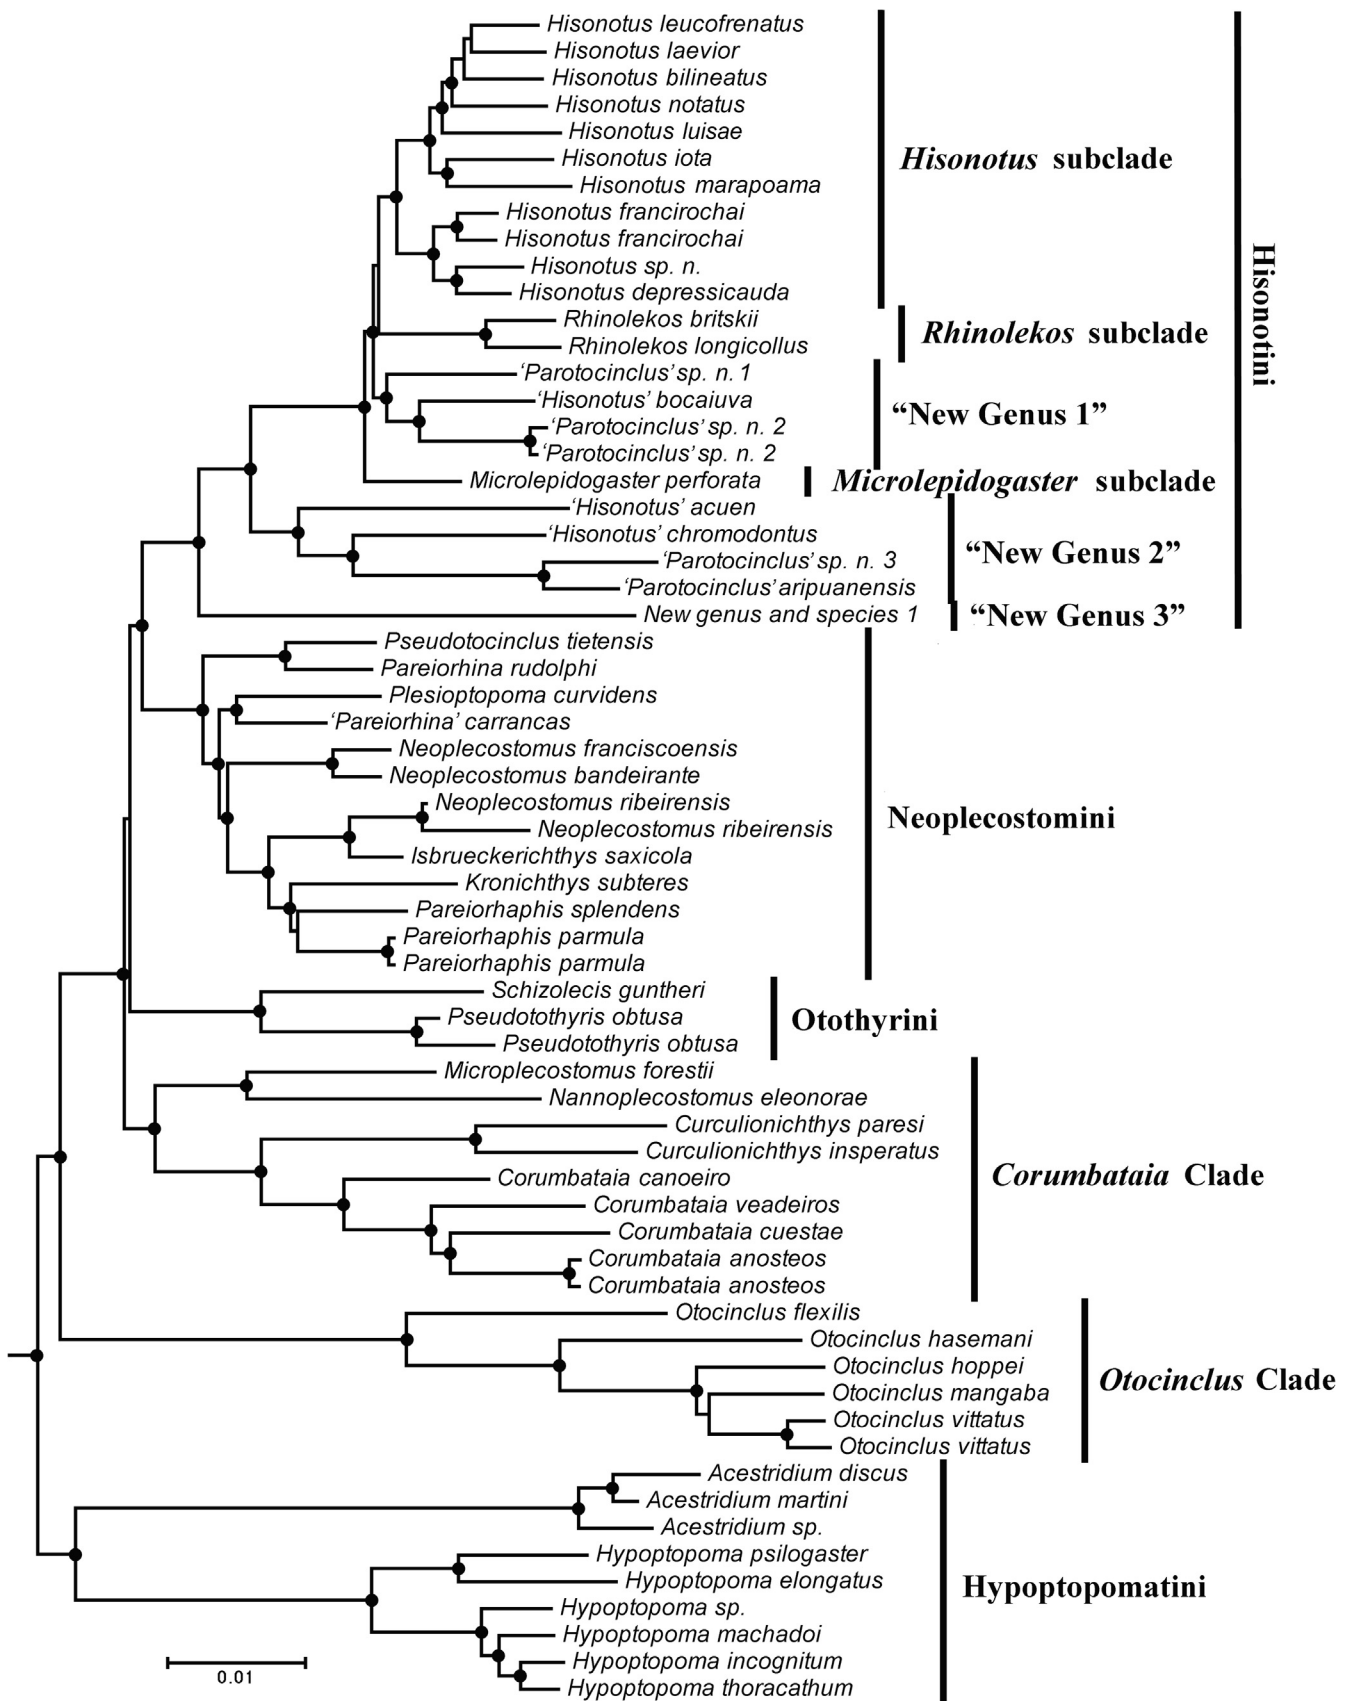 Hisonotus leucofrenatus
Hisonotus laevior
Hisonotus bilineatus
Hisonotus notatus
Hisonotus luisae
Hisonotus iota
Hisonotus marapoama
Hisonotus francirochai
Hisonotus francirochai
Hisonotus sp. n.
Hisonotus depressicauda
Hisonotus subclade
Rhinolekos britskii
Rhinolekos longicollus
Rhinolekos subclade
Hisonotini
‘Parotocinclus’ sp. n. 1
‘Hisonotus’ bocaiuva
‘Parotocinclus’ sp. n. 2
‘Parotocinclus’ sp. n. 2
“New Genus 1”
Microlepidogaster perforata
Microlepidogaster subclade
‘Hisonotus’ acuen
‘Hisonotus’ chromodontus
‘Parotocinclus’ sp. n. 3
‘Parotocinclus’ aripuanensis
“New Genus 2”
New genus and species 1
“New Genus 3”
Pseudotocinclus tietensis
Pareiorhina rudolphi
Plesioptopoma curvidens
‘Pareiorhina’ carrancas
Neoplecostomus franciscoensis
Neoplecostomus bandeirante
Neoplecostomus ribeirensis
Neoplecostomus ribeirensis
Isbrueckerichthys saxicola
Kronichthys subteres
Pareiorhaphis splendens
Pareiorhaphis parmula
Pareiorhaphis parmula
Neoplecostomini
Schizolecis guntheri
Pseudotothyris obtusa
Pseudotothyris obtusa
Otothyrini
Microplecostomus forestii
Nannoplecostomus eleonorae
Curculionichthys paresi
Curculionichthys insperatus
Corumbataia canoeiro
Corumbataia veadeiros
Corumbataia cuestae
Corumbataia anosteos
Corumbataia anosteos
Corumbataia Clade
Otocinclus flexilis
Otocinclus hasemani
Otocinclus hoppei
Otocinclus mangaba
Otocinclus vittatus
Otocinclus vittatus
Otocinclus Clade
Acestridium discus
Acestridium martini
Acestridium sp.
Hypoptopoma psilogaster
Hypoptopoma elongatus
Hypoptopoma sp.
Hypoptopoma machadoi
Hypoptopoma incognitum
Hypoptopoma thoracathum
Hypoptopomatini
0.01